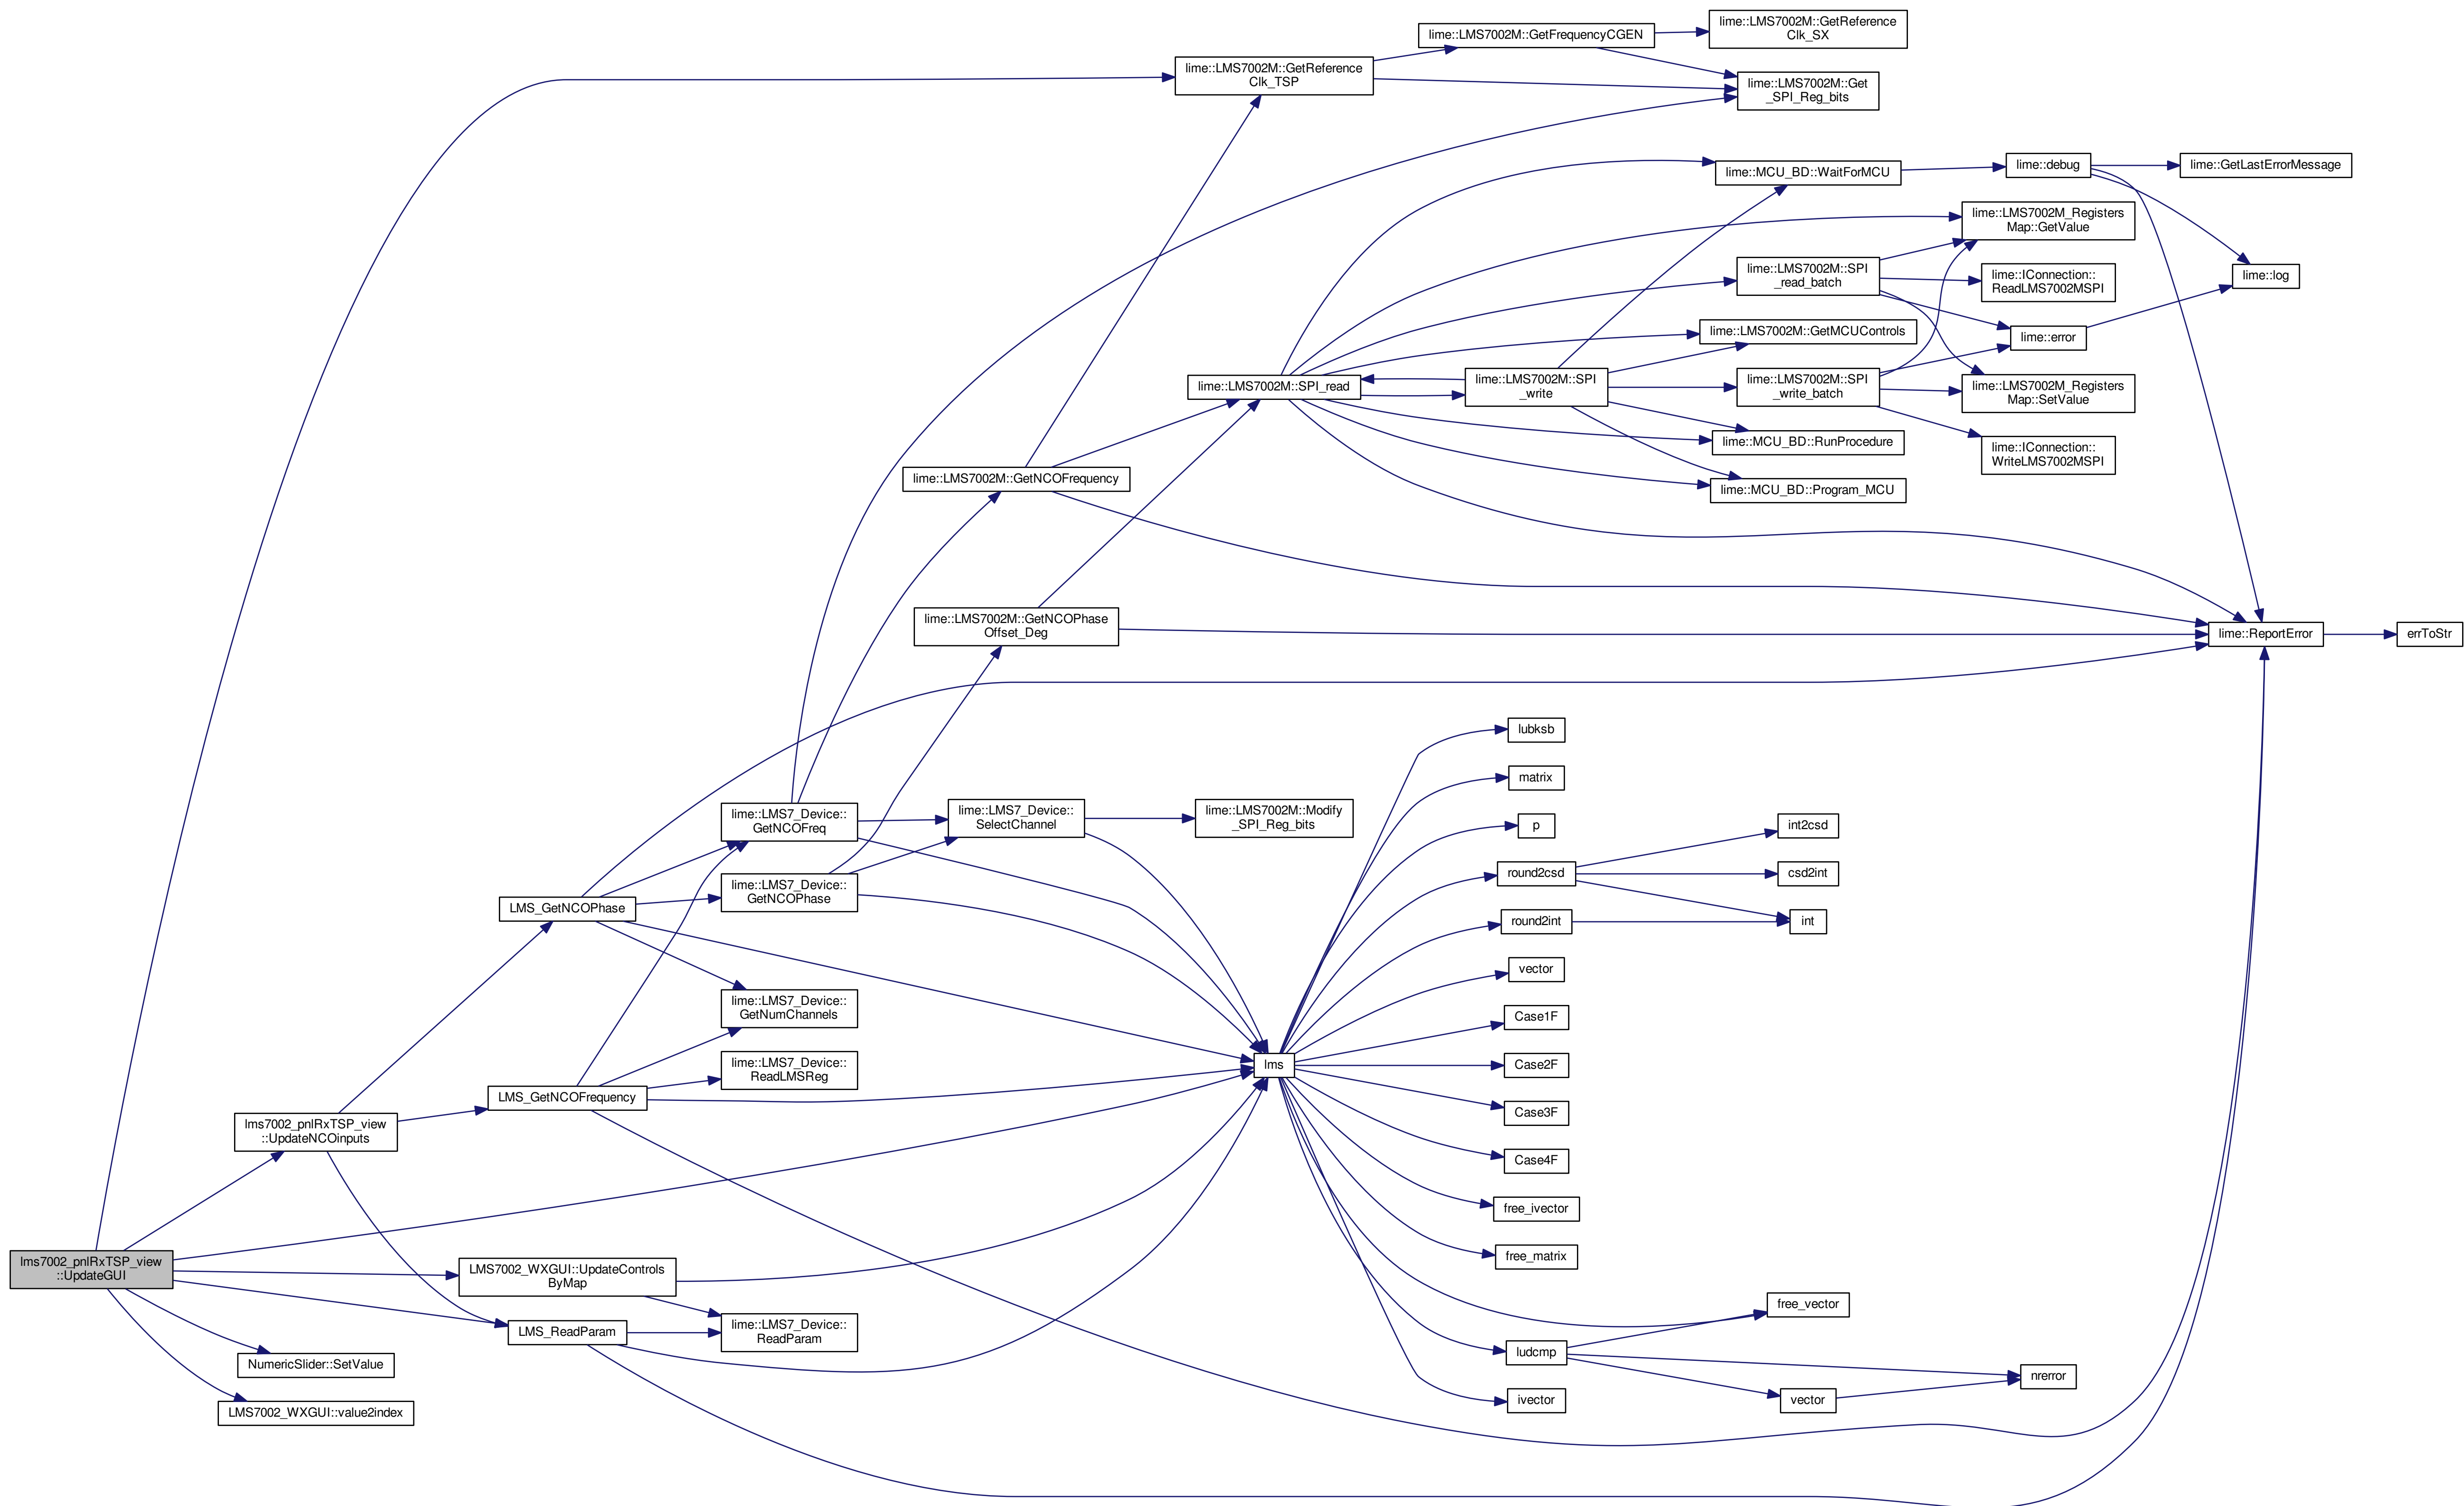 lime::LMS7002M::GetFrequencyCGEN
lime::LMS7002M::GetReference
Clk_SX
lime::LMS7002M::GetReference
Clk_TSP
lime::LMS7002M::Get
_SPI_Reg_bits
lime::MCU_BD::WaitForMCU
lime::debug
lime::GetLastErrorMessage
lime::LMS7002M_Registers
Map::GetValue
lime::LMS7002M::SPI
_read_batch
lime::IConnection::
ReadLMS7002MSPI
lime::log
lime::LMS7002M::GetMCUControls
lime::error
lime::LMS7002M::SPI_read
lime::LMS7002M::SPI
_write
lime::LMS7002M::SPI
_write_batch
lime::LMS7002M_Registers
Map::SetValue
lime::MCU_BD::RunProcedure
lime::IConnection::
WriteLMS7002MSPI
lime::LMS7002M::GetNCOFrequency
lime::MCU_BD::Program_MCU
lime::LMS7002M::GetNCOPhase
Offset_Deg
lime::ReportError
errToStr
lubksb
matrix
lime::LMS7_Device::
GetNCOFreq
lime::LMS7_Device::
SelectChannel
lime::LMS7002M::Modify
_SPI_Reg_bits
p
int2csd
lime::LMS7_Device::
GetNCOPhase
round2csd
csd2int
LMS_GetNCOPhase
round2int
int
vector
lime::LMS7_Device::
GetNumChannels
Case1F
lime::LMS7_Device::
ReadLMSReg
lms
Case2F
LMS_GetNCOFrequency
Case3F
lms7002_pnlRxTSP_view
::UpdateNCOinputs
Case4F
free_ivector
lms7002_pnlRxTSP_view
::UpdateGUI
LMS7002_WXGUI::UpdateControls
ByMap
free_matrix
free_vector
LMS_ReadParam
lime::LMS7_Device::
ReadParam
ludcmp
NumericSlider::SetValue
nrerror
LMS7002_WXGUI::value2index
ivector
vector